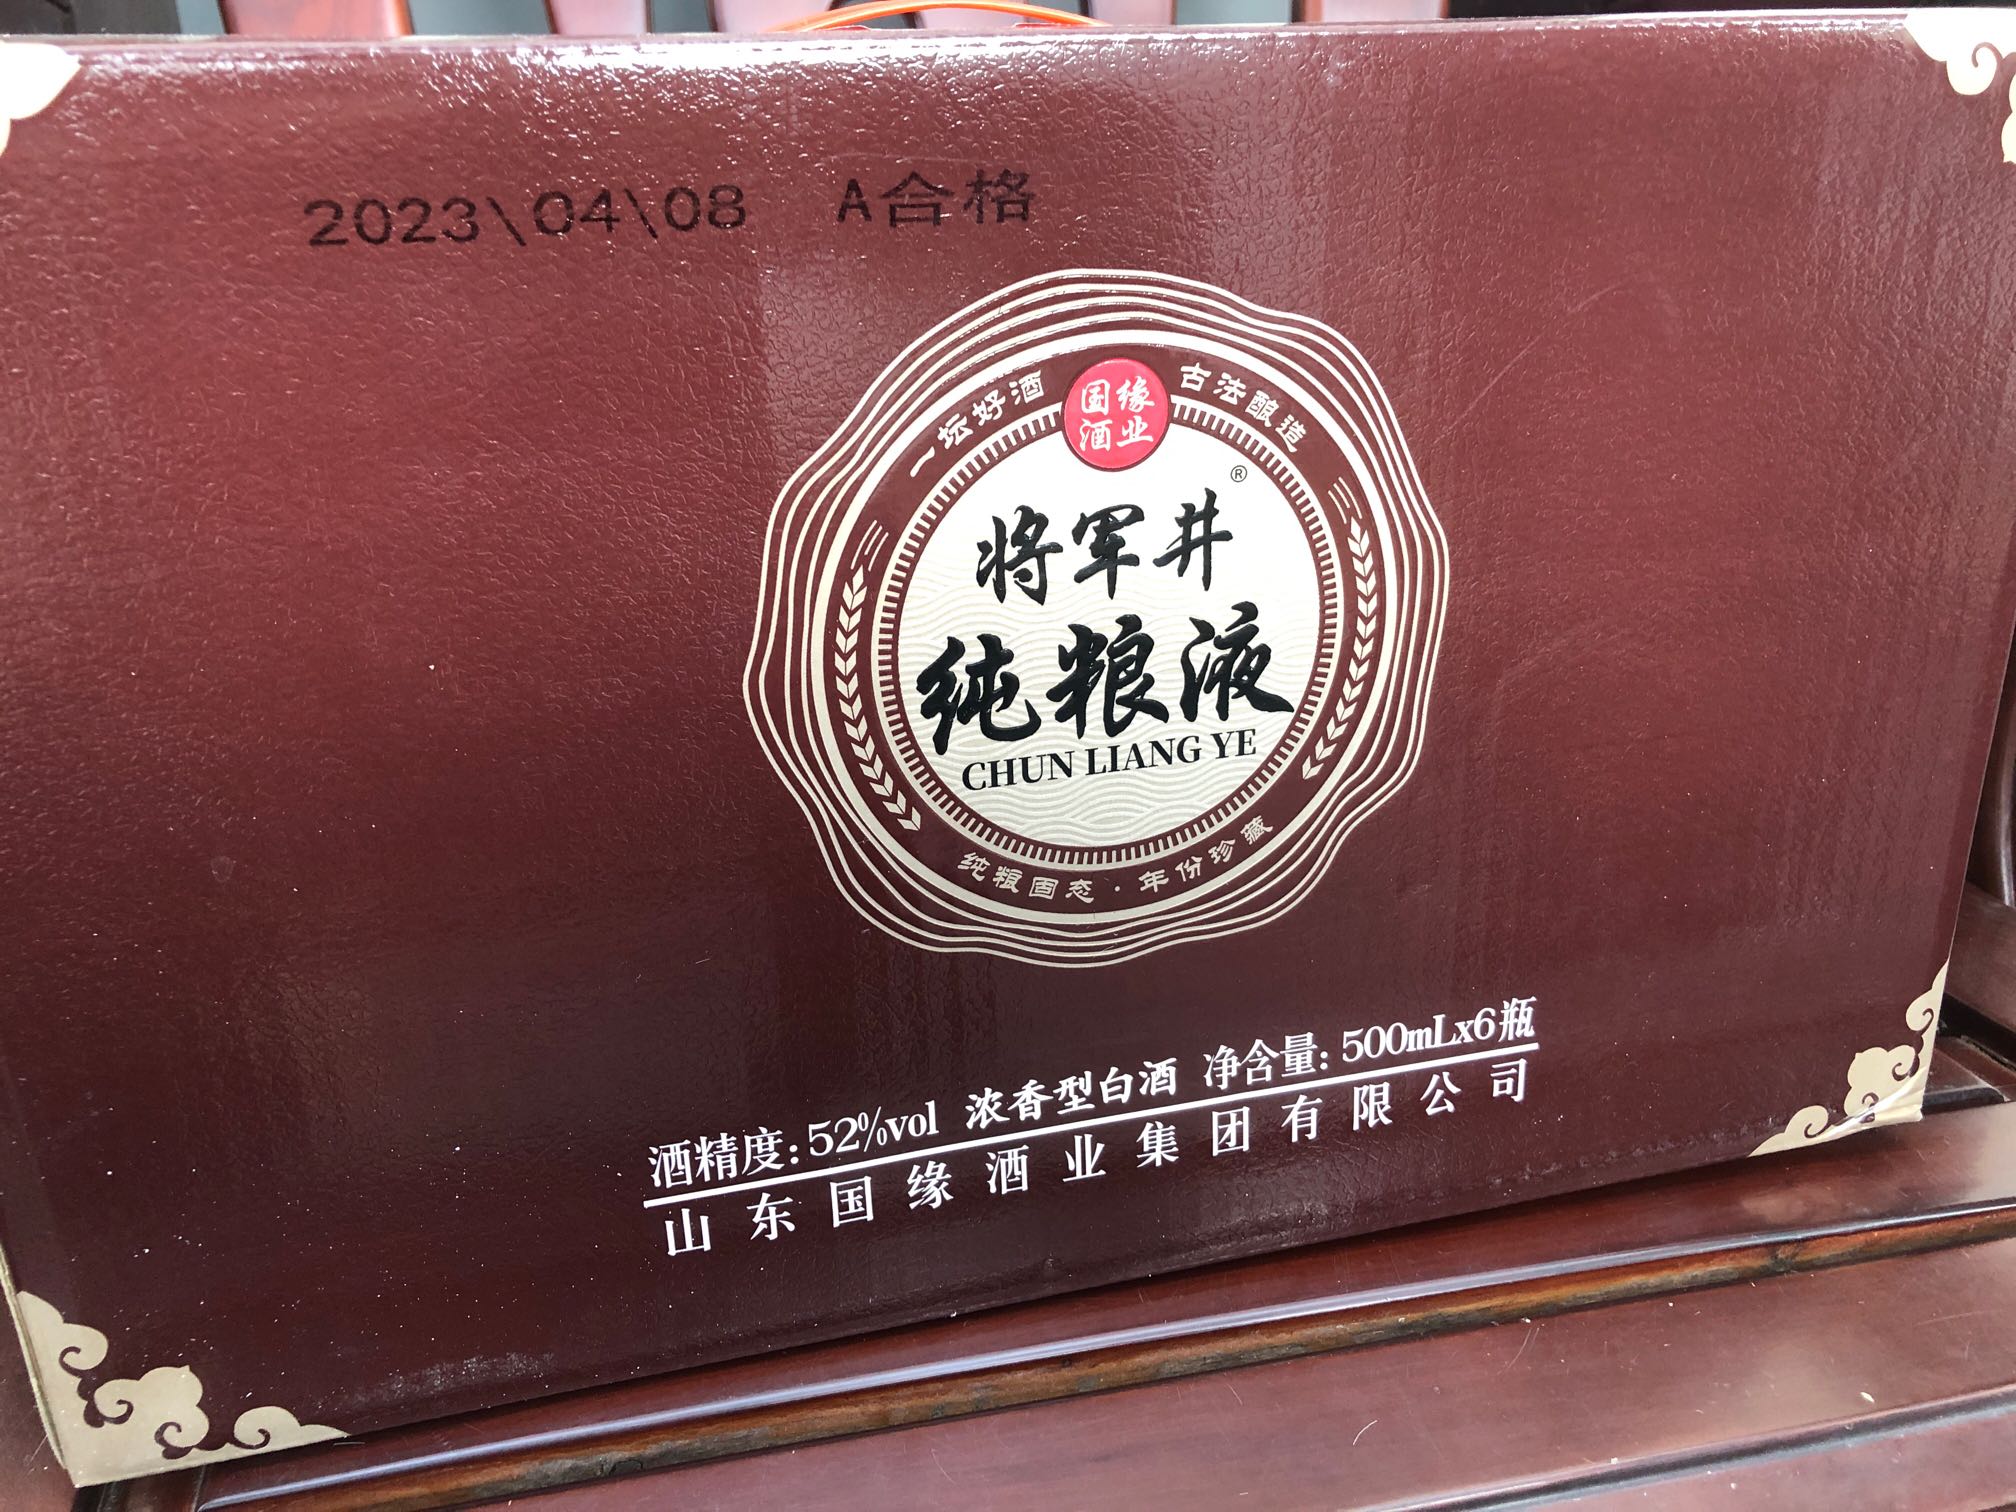 2023\04\08 A合格
一坛好酒
国缘
酒业
古法酿造
®
将军井
纯粮液
CHUN LIANG YE
纯粮固态·年份珍藏
酒精度:52%vol 浓香型白酒 净含量:500mLx6瓶
山东国缘酒业集团有限公司